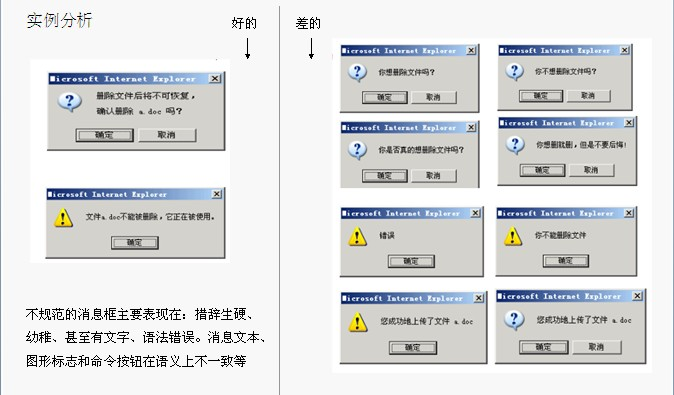 实例分析
好的
差的
Microsoft Internet Explorer
删除文件后将不可恢复，
确认删除 a.doc 吗？
确定 取消
Microsoft Internet Explorer
文件a.doc不能被删除，它正在被使用。
确定
不规范的消息框主要表现在：措辞生硬、
幼稚、甚至有文字、语法错误。消息文本、
图形标志和命令按钮在语义上不一致等
Microsoft Internet Explorer
你想删除文件吗？
确定 取消
Microsoft Internet Explorer
你不想删除文件吗？
确定 取消
Microsoft Internet Explorer
你是否真的想删除文件吗？
确定 取消
Microsoft Internet Explorer
你想删就删，但是不要后悔！
确定 取消
Microsoft Internet Explorer
错误
确定
Microsoft Internet Explorer
你不能删除文件
确定
Microsoft Internet Explorer
您成功地上传了文件 a.doc
确定
Microsoft Internet Explorer
您成功地上传了文件 a.doc
确定 取消